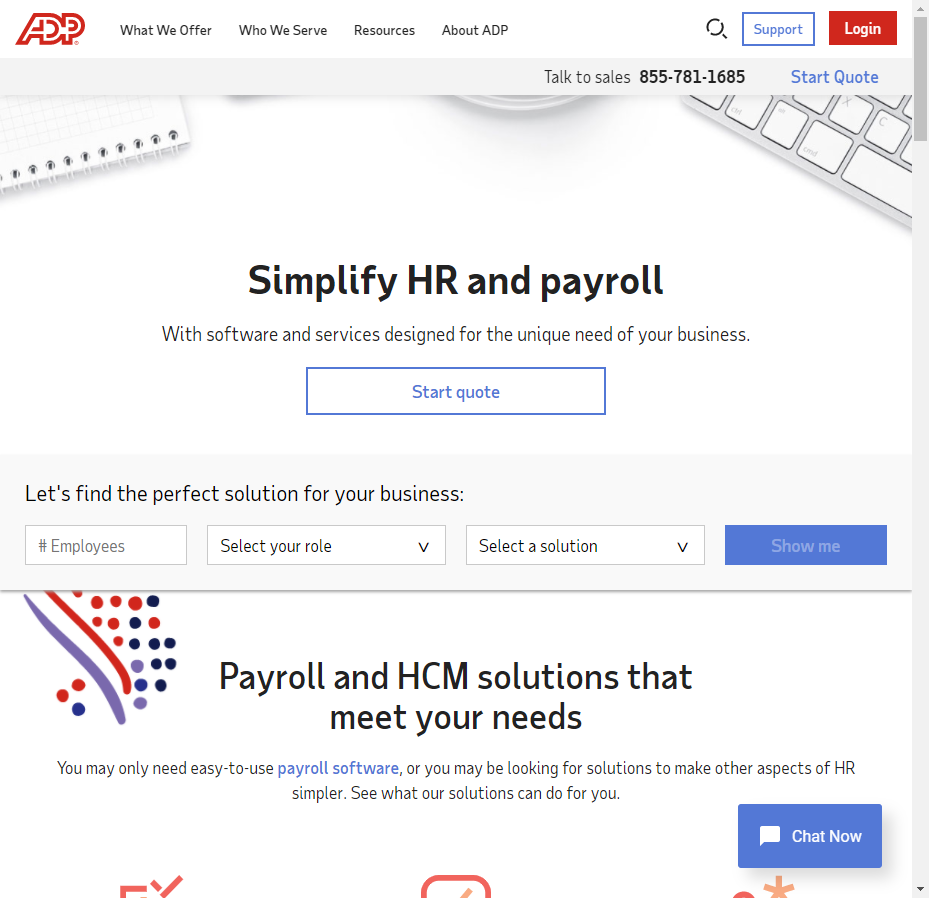 ADP
What We Offer
Who We Serve
Resources
About ADP
Support
Login
Talk to sales 855-781-1685
Start Quote
ctrl
alt
cmd
X
C
Simplify HR and payroll
With software and services designed for the unique need of your business.
Start quote
Let's find the perfect solution for your business:
# Employees
Select your role
Select a solution
Show me
Payroll and HCM solutions that
meet your needs
You may only need easy-to-use payroll software, or you may be looking for solutions to make other aspects of HR
simpler. See what our solutions can do for you.
Chat Now